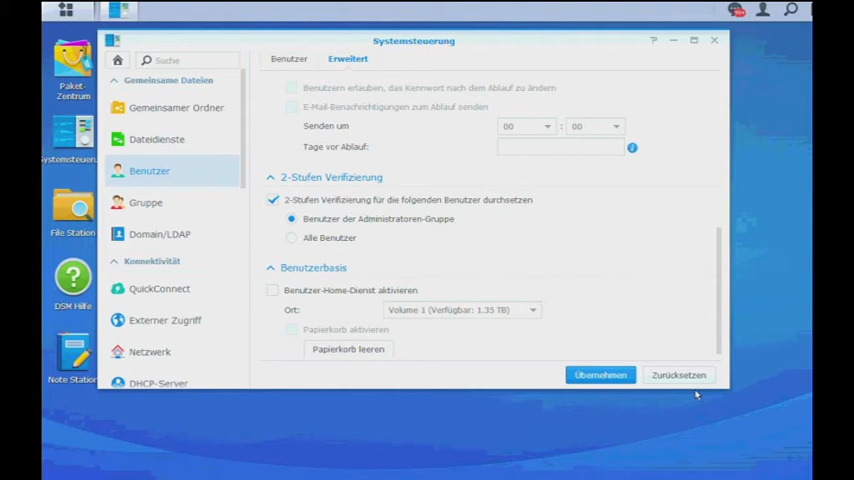 99+
Paket-
Zentrum
Systemsteuerun
File Station
DSM Hilfe
Note Station
Systemsteuerung
?
Suche
Gemeinsame Dateien
Gemeinsamer Ordner
Dateidienste
Benutzer
Gruppe
Domain/LDAP
Konnektivität
QuickConnect
Externer Zugriff
Netzwerk
DHCP-Server
Benutzer Erweitert
Benutzern erlauben, das Kennwort nach dem Ablauf zu ändern
E-Mail-Benachrichtigungen zum Ablauf senden
Senden um 00 : 00
Tage vor Ablauf:
2-Stufen Verifizierung
2-Stufen Verifizierung für die folgenden Benutzer durchsetzen
Benutzer der Administratoren-Gruppe
Alle Benutzer
Benutzerbasis
Benutzer-Home-Dienst aktivieren
Ort: Volume 1 (Verfügbar: 1.35 TB)
Papierkorb aktivieren
Papierkorb leeren
Übernehmen Zurücksetzen